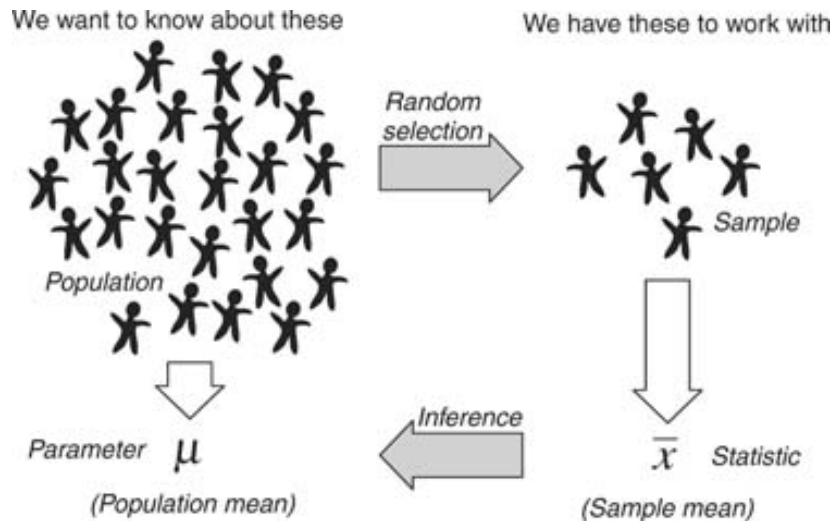 We want to know about these
We have these to work with
Random
selection
Sample
Population
Inference
Parameter μ
x̅ Statistic
(Population mean)
(Sample mean)